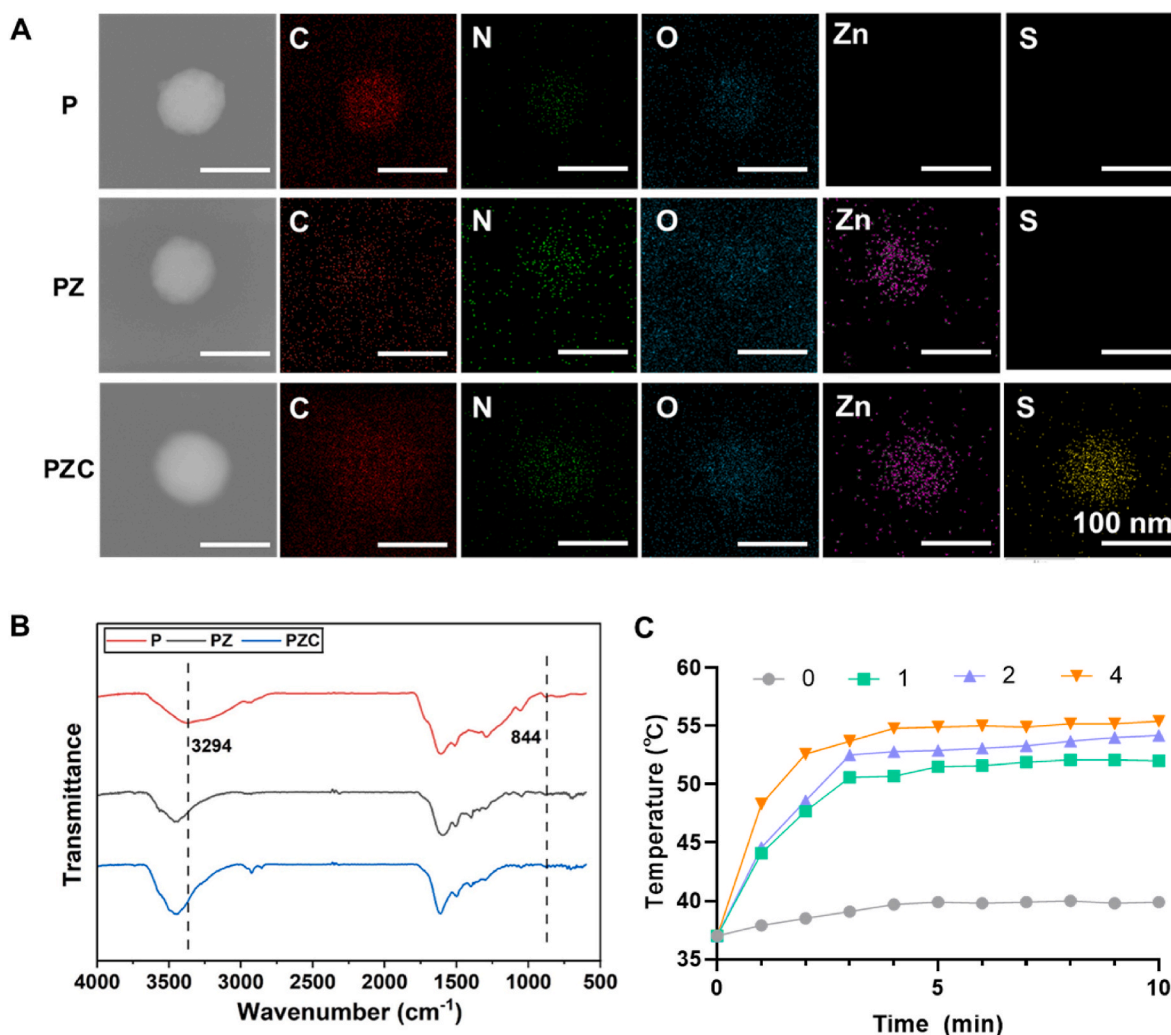 A
C N O Zn S
P
C N O Zn S
PZ
C N O Zn S
PZC
100 nm
B
P PZ PZC
3294
844
Transmittance
4000 3500 3000 2500 2000 1500 1000 500
Wavenumber (cm⁻¹)
C
60
0 1 2 4
55
50
45
40
35
Temperature (℃)
0 5 10
Time (min)